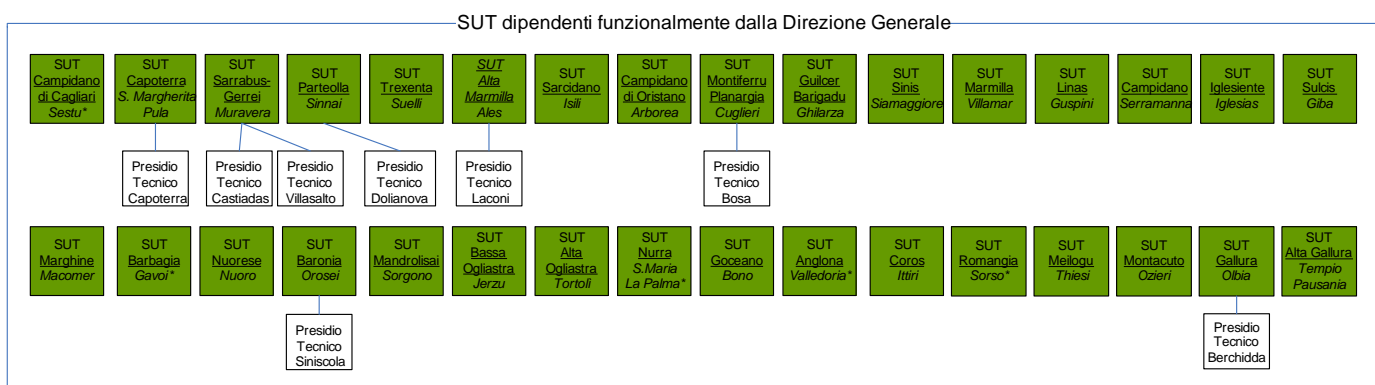 SUT dipendenti funzionalmente dalla Direzione Generale
SUT
Campidano
di Cagliari
Sestu*
SUT
Capoterra
S. Margherita
Pula
SUT
Sarrabus-
Gerrei
Muravera
SUT
Parteolla
Sinnai
SUT
Trexenta
Suelli
SUT
Alta
Marmilla
Ales
SUT
Sarcidano
Isili
SUT
Campidano
di Oristano
Arborea
SUT
Montiferru
Planargia
Cuglieri
SUT
Guilcer
Barigadu
Ghilarza
SUT
Sinis
Siamaggiore
SUT
Marmilla
Villamar
SUT
Linas
Guspini
SUT
Campidano
Serramanna
SUT
Iglesiente
Iglesias
SUT
Sulcis
Giba
Presidio
Tecnico
Capoterra
Presidio
Tecnico
Castiadas
Presidio
Tecnico
Villasalto
Presidio
Tecnico
Dolianova
Presidio
Tecnico
Laconi
Presidio
Tecnico
Bosa
SUT
Marghine
Macomer
SUT
Barbagia
Gavoi*
SUT
Nuorese
Nuoro
SUT
Baronia
Orosei
SUT
Mandrolisai
Sorgono
SUT
Bassa
Ogliastra
Jerzu
SUT
Alta
Ogliastra
Tortolì
SUT
Nurra
S.Maria
La Palma*
SUT
Goceano
Bono
SUT
Anglona
Valledoria*
SUT
Coros
Ittiri
SUT
Romangia
Sorso*
SUT
Meilogu
Thiesi
SUT
Montacuto
Ozieri
SUT
Gallura
Olbia
SUT
Alta Gallura
Tempio
Pausania
Presidio
Tecnico
Siniscola
Presidio
Tecnico
Berchidda